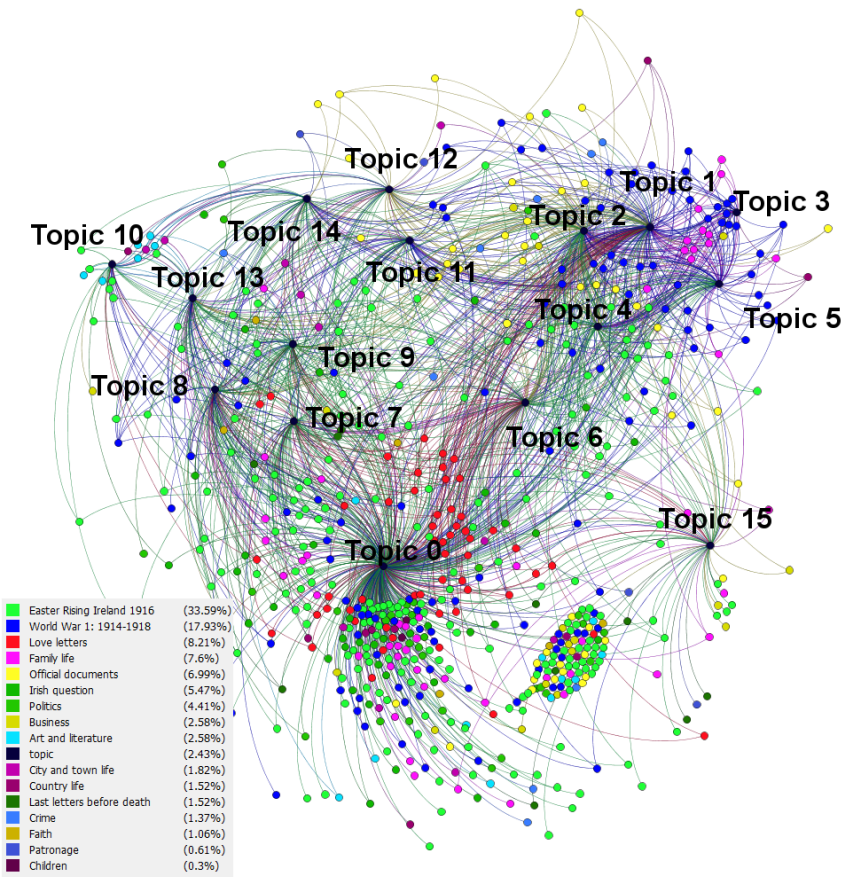 Topic 12
Topic 1
Topic 3
Topic 2
Topic 10
Topic 14
Topic 11
Topic 13
Topic 4
Topic 5
Topic 9
Topic 8
Topic 7
Topic 6
Topic 15
Topic 0
Easter Rising Ireland 1916 (33.59%)
World War 1: 1914-1918 (17.93%)
Love letters (8.21%)
Family life (7.6%)
Official documents (6.99%)
Irish question (5.47%)
Politics (4.41%)
Business (2.58%)
Art and literature (2.58%)
topic (2.43%)
City and town life (1.82%)
Country life (1.52%)
Last letters before death (1.52%)
Crime (1.37%)
Faith (1.06%)
Patronage (0.61%)
Children (0.3%)